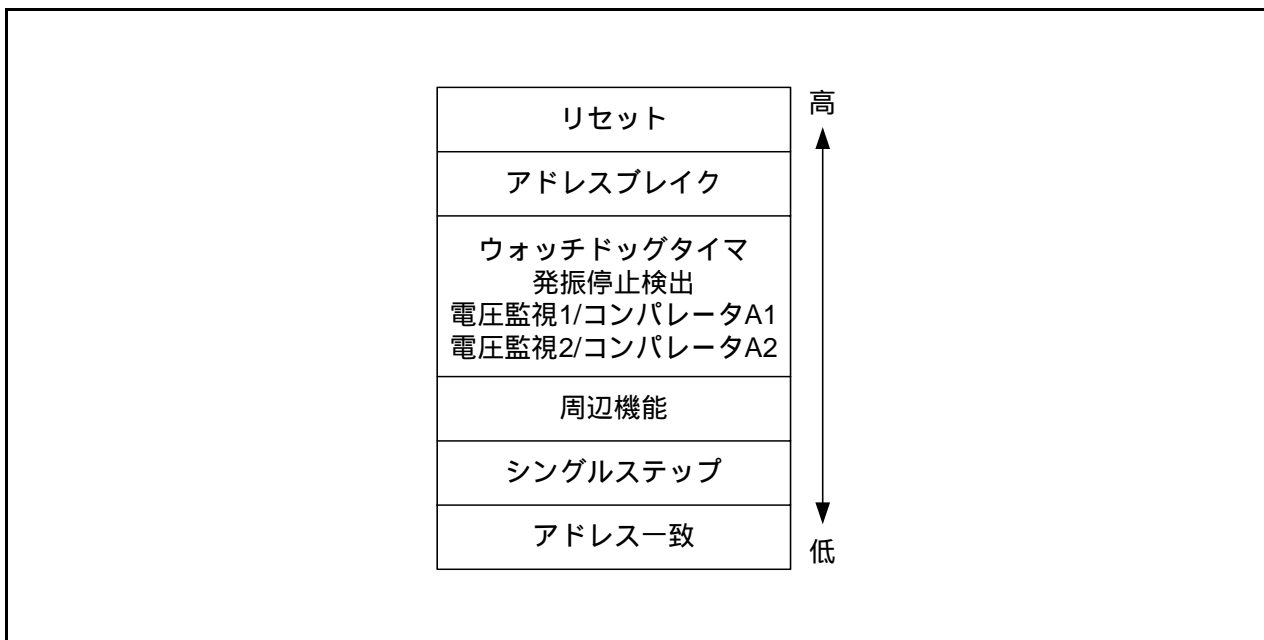 リセット
高
アドレスブレイク
ウォッチドッグタイマ
発振停止検出
電圧監視1/コンパレータA1
電圧監視2/コンパレータA2
周辺機能
シングルステップ
アドレス一致
低